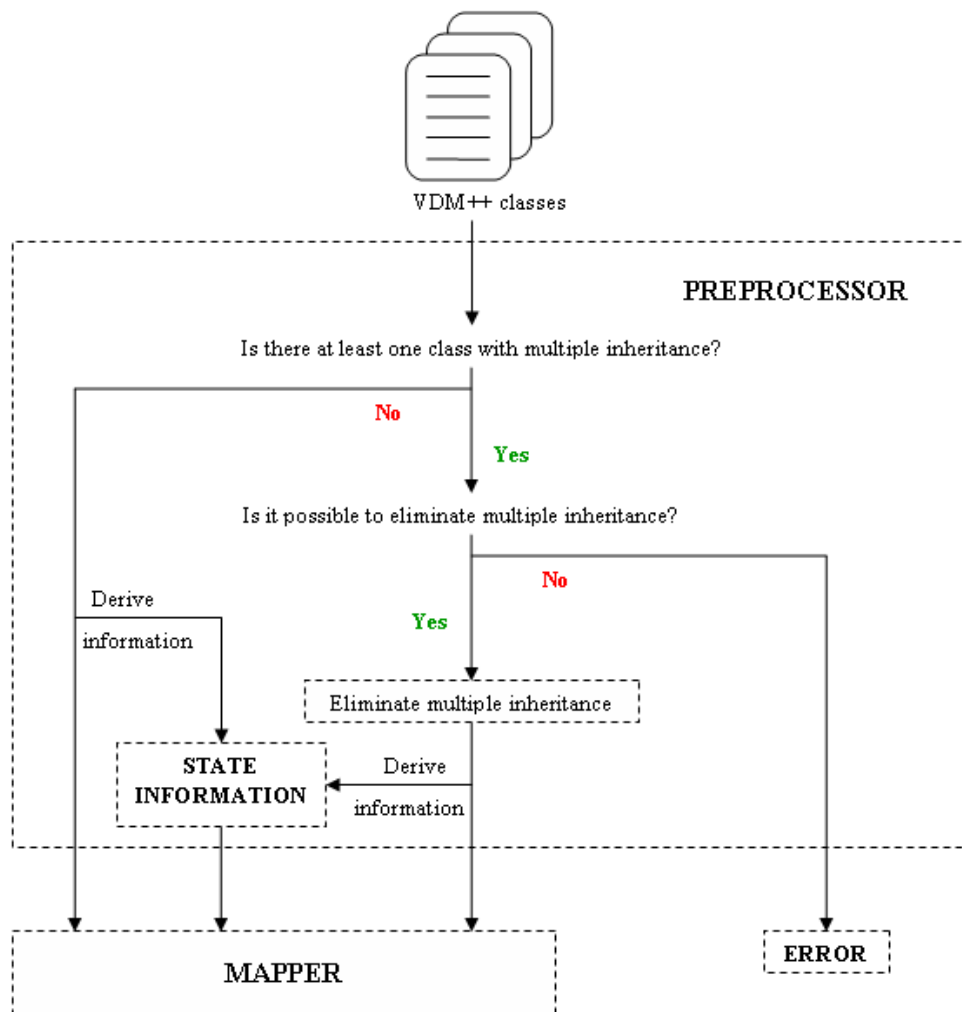 VDM++ classes
PREPROCESSOR
Is there at least one class with multiple inheritance?
No
Yes
Is it possible to eliminate multiple inheritance?
No
Derive
information
Yes
Eliminate multiple inheritance
STATE
INFORMATION
Derive
information
MAPPER
ERROR